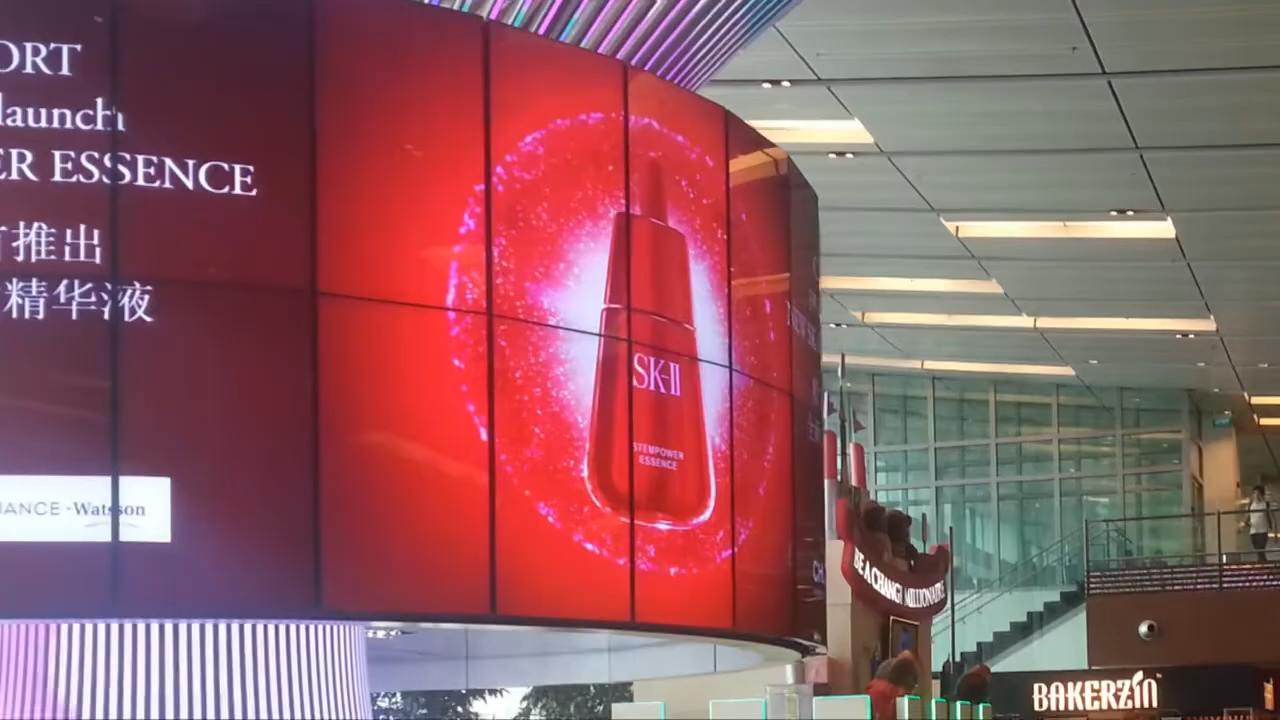 ORT
launch
ER ESSENCE
推出
精华液
IANCE - Watsson
SK-II
STEMPOWER
ESSENCE
CH
BE A CHANGI MILLIONAIRE
BAKERZIN